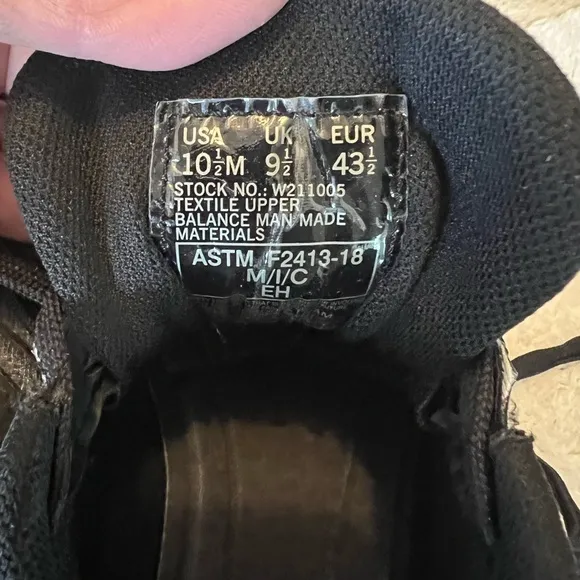 USA UK EUR
10½M 9½ 43½
STOCK NO.: W211005
TEXTILE UPPER
BALANCE MAN MADE
MATERIALS
ASTM F2413-18
M/I/C
EH